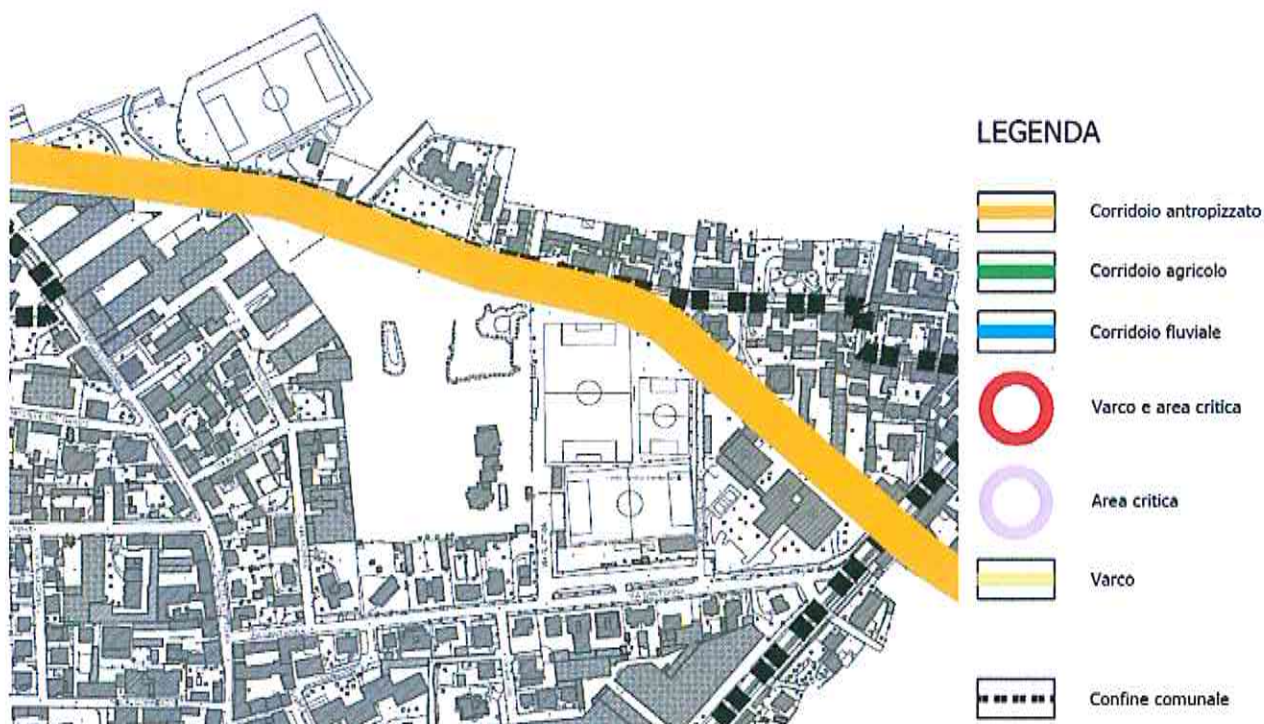 LEGENDA
Corridoio antropizzato
Corridoio agricolo
Corridoio fluviale
Varco e area critica
Area critica
Varco
Confine comunale